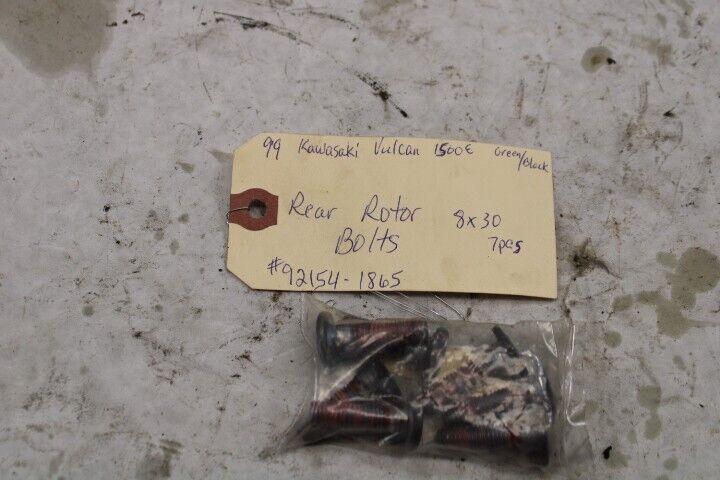 99 Kawasaki Vulcan 1500E Green/Black
Rear Rotor 8x30
Bolts 7pcs
#92154-1865